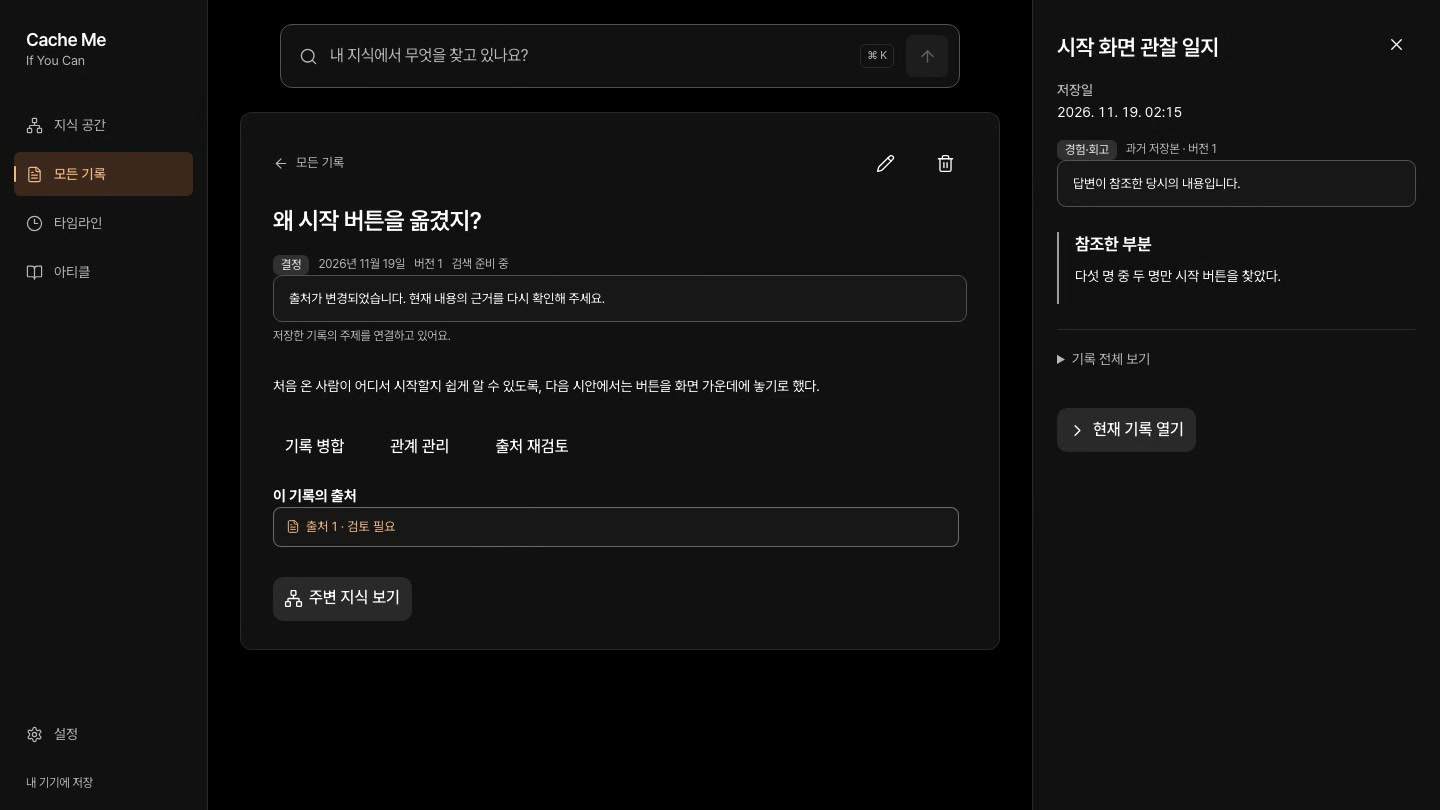 Cache Me
If You Can
지식 공간
모든 기록
타임라인
아티클
설정
내 기기에 저장
내 지식에서 무엇을 찾고 있나요?
⌘ K
모든 기록
왜 시작 버튼을 옮겼지?
결정 2026년 11월 19일 버전 1 검색 준비 중
출처가 변경되었습니다. 현재 내용의 근거를 다시 확인해 주세요.
저장한 기록의 주제를 연결하고 있어요.
처음 온 사람이 어디서 시작할지 쉽게 알 수 있도록, 다음 시안에서는 버튼을 화면 가운데에 놓기로 했다.
기록 병합 관계 관리 출처 재검토
이 기록의 출처
출처 1 · 검토 필요
주변 지식 보기
시작 화면 관찰 일지
저장일
2026. 11. 19. 02:15
경험·회고 과거 저장본 · 버전 1
답변이 참조한 당시의 내용입니다.
참조한 부분
다섯 명 중 두 명만 시작 버튼을 찾았다.
기록 전체 보기
현재 기록 열기